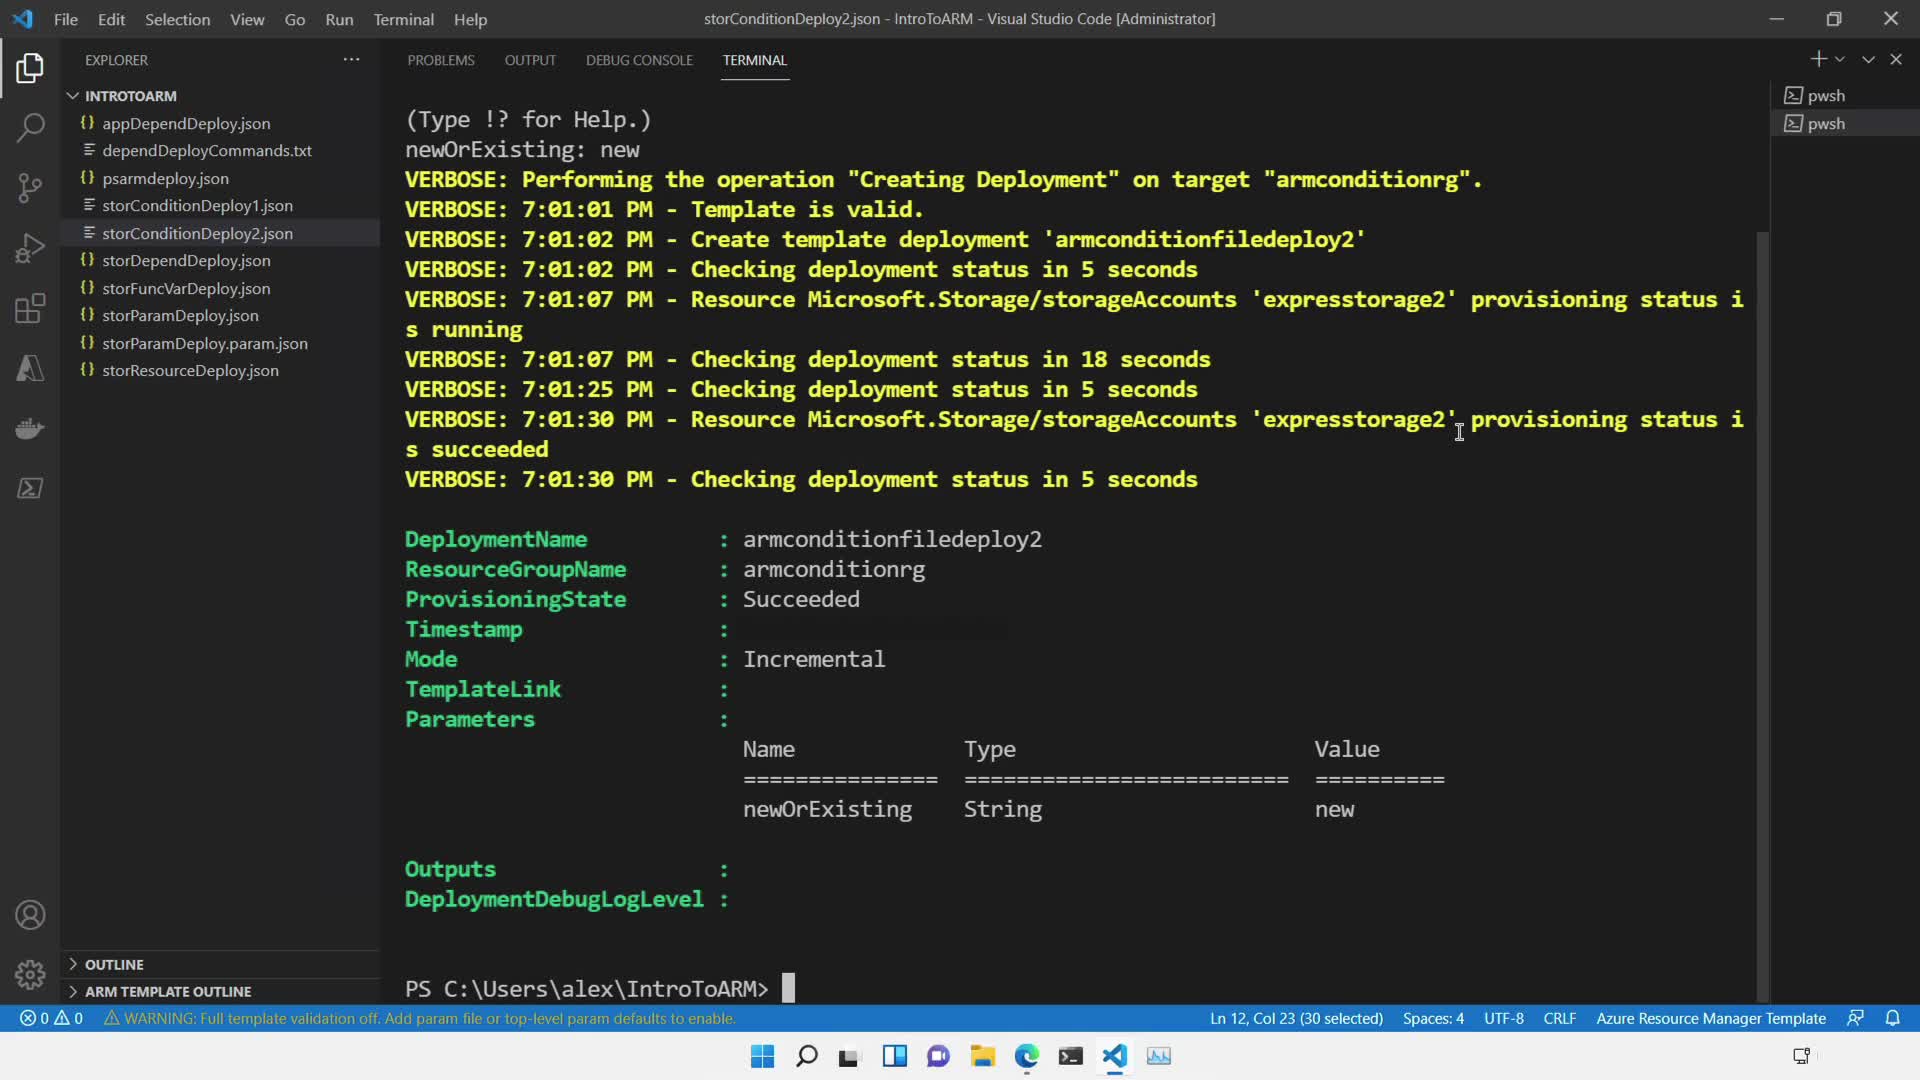 File Edit Selection View Go Run Terminal Help
storConditionDeploy2.json - IntroToARM - Visual Studio Code [Administrator]
EXPLORER
PROBLEMS OUTPUT DEBUG CONSOLE TERMINAL
INTROTOARM
appDependDeploy.json
dependDeployCommands.txt
psarmdeploy.json
storConditionDeploy1.json
storConditionDeploy2.json
storDependDeploy.json
storFuncVarDeploy.json
storParamDeploy.json
storParamDeploy.param.json
storResourceDeploy.json
OUTLINE
ARM TEMPLATE OUTLINE
(Type !? for Help.)
newOrExisting: new
VERBOSE: Performing the operation "Creating Deployment" on target "armconditionrg".
VERBOSE: 7:01:01 PM - Template is valid.
VERBOSE: 7:01:02 PM - Create template deployment 'armconditionfiledeploy2'
VERBOSE: 7:01:02 PM - Checking deployment status in 5 seconds
VERBOSE: 7:01:07 PM - Resource Microsoft.Storage/storageAccounts 'expresstorage2' provisioning status i
s running
VERBOSE: 7:01:07 PM - Checking deployment status in 18 seconds
VERBOSE: 7:01:25 PM - Checking deployment status in 5 seconds
VERBOSE: 7:01:30 PM - Resource Microsoft.Storage/storageAccounts 'expresstorage2' provisioning status i
s succeeded
VERBOSE: 7:01:30 PM - Checking deployment status in 5 seconds
DeploymentName : armconditionfiledeploy2
ResourceGroupName : armconditionrg
ProvisioningState : Succeeded
Timestamp :
Mode : Incremental
TemplateLink :
Parameters :
Name Type Value
=============== ========================= ==========
newOrExisting String new
Outputs :
DeploymentDebugLogLevel :
PS C:\Users\alex\IntroToARM>
pwsh
pwsh
0 0 WARNING: Full template validation off. Add param file or top-level param defaults to enable.
Ln 12, Col 23 (30 selected) Spaces: 4 UTF-8 CRLF Azure Resource Manager Template